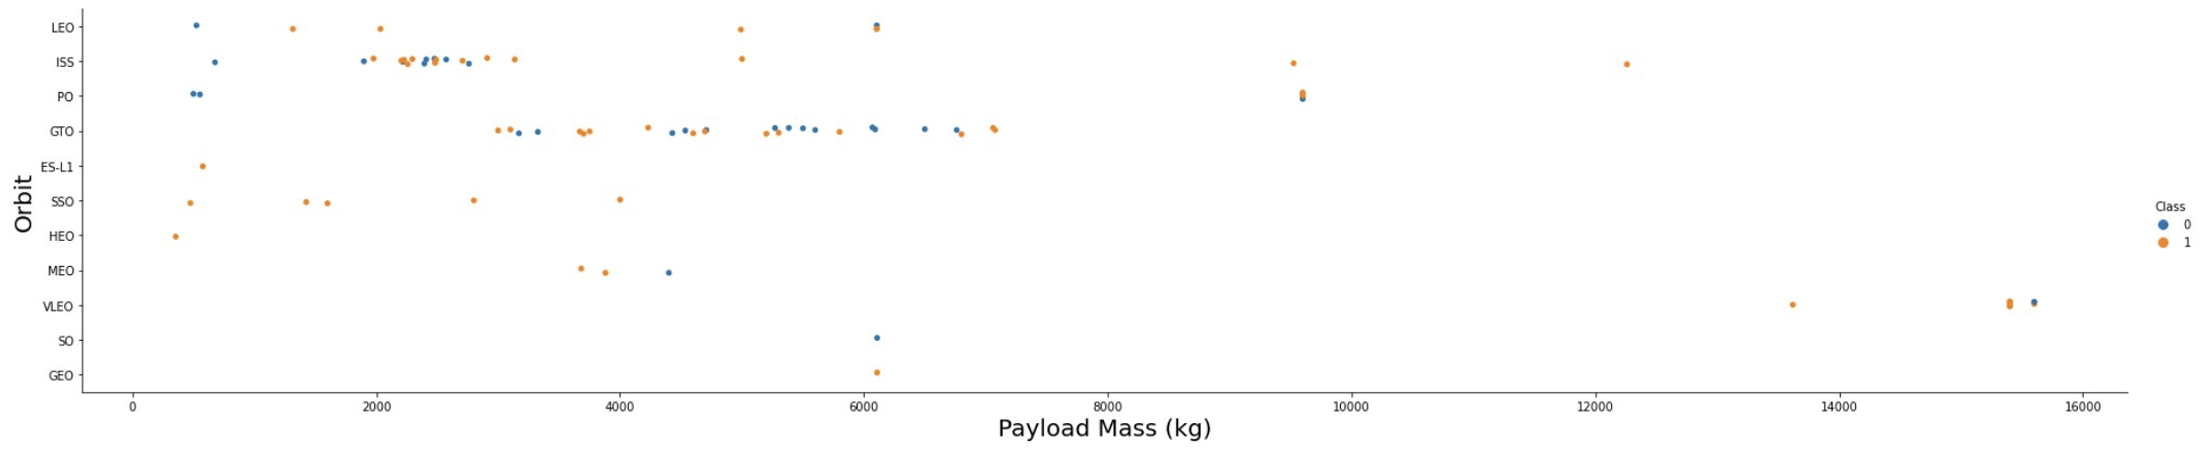 LEO
ISS
PO
GTO
ES-L1
SSO
HEO
MEO
VLEO
SO
GEO
Orbit
0 2000 4000 6000 8000 10000 12000 14000 16000
Payload Mass (kg)
Class
0
1